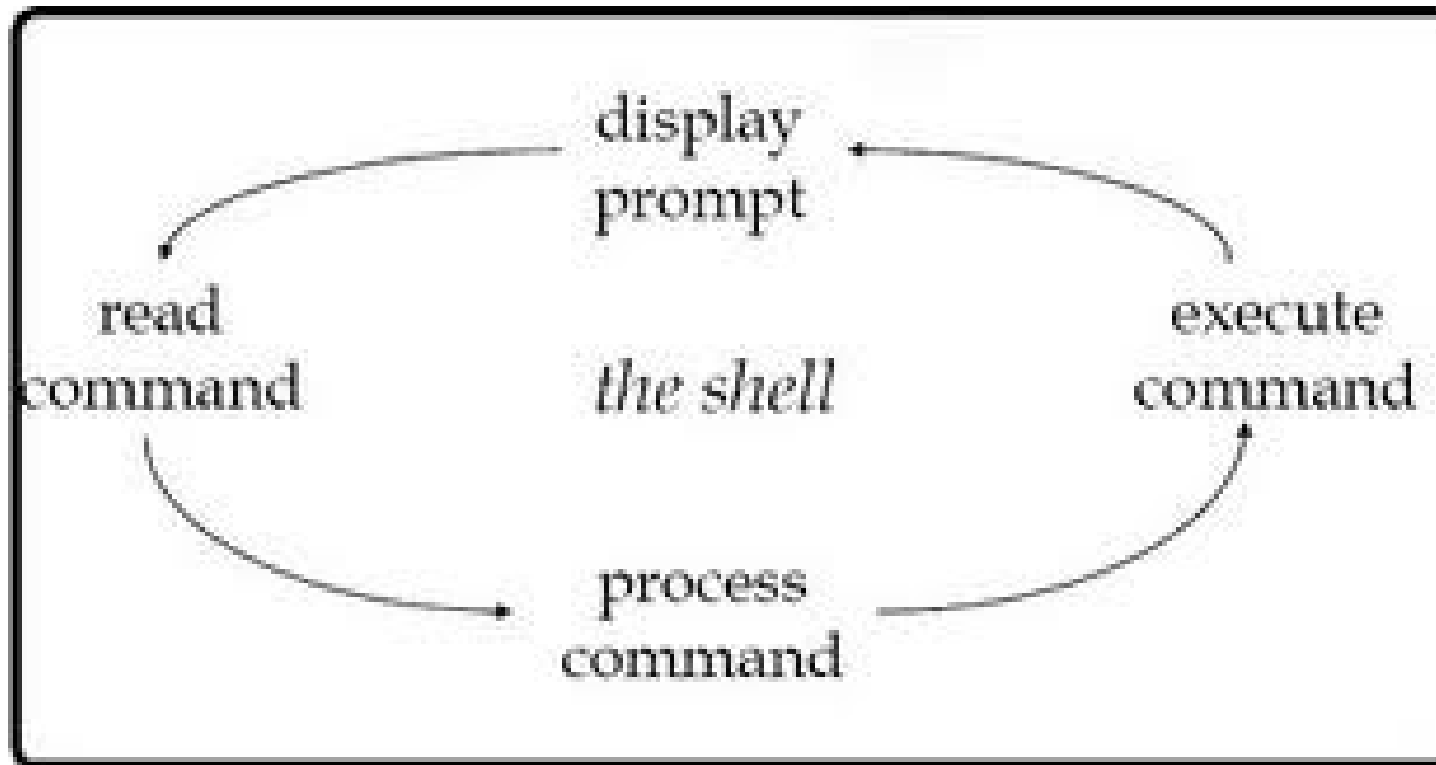 display
prompt
read
command
the shell
execute
command
process
command